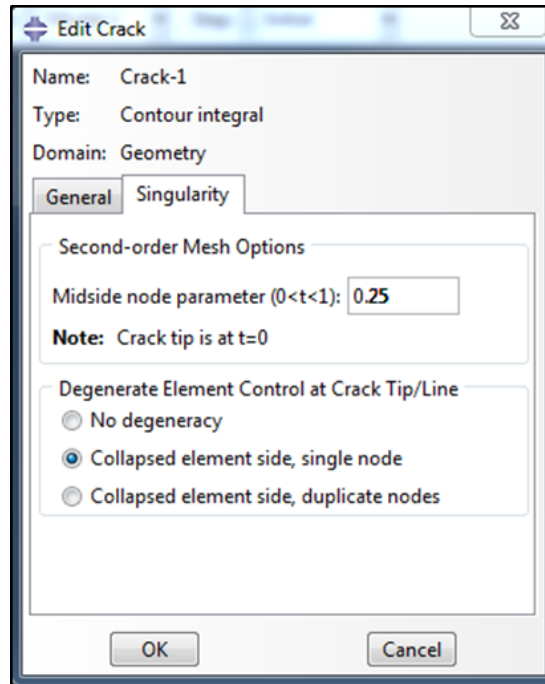 Edit Crack
Name: Crack-1
Type: Contour integral
Domain: Geometry
General Singularity
Second-order Mesh Options
Midside node parameter (0<t<1): 0.25
Note: Crack tip is at t=0
Degenerate Element Control at Crack Tip/Line
No degeneracy
Collapsed element side, single node
Collapsed element side, duplicate nodes
OK Cancel